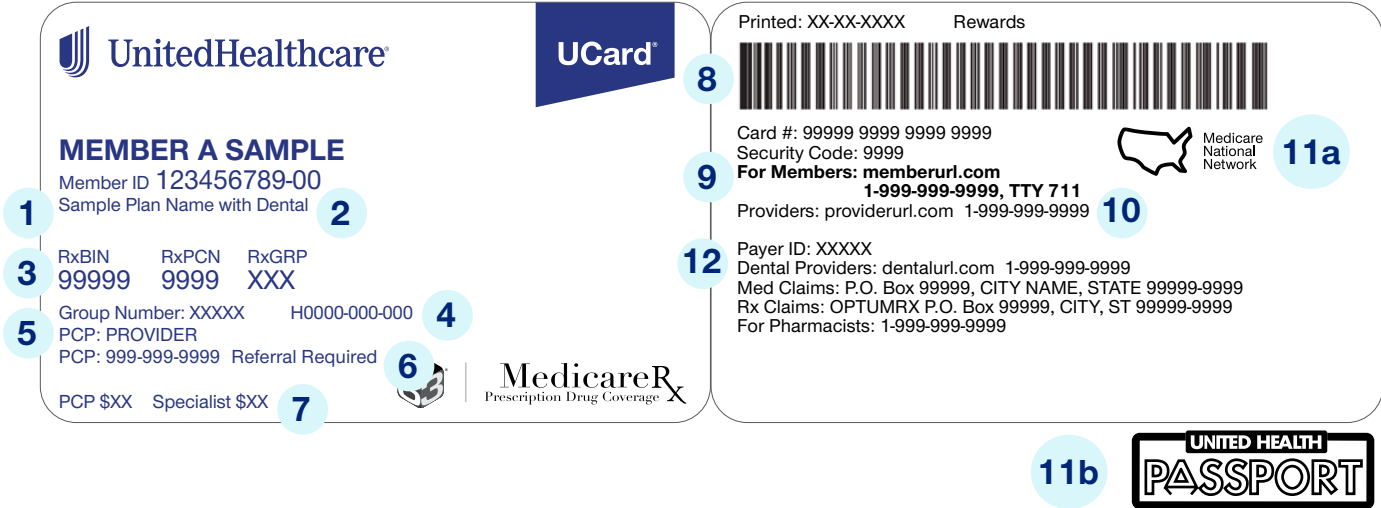 UnitedHealthcare®
UCard®
MEMBER A SAMPLE
Member ID 123456789-00
1
Sample Plan Name with Dental
2
RxBIN RxPCN RxGRP
3
99999 9999 XXX
Group Number: XXXXX H0000-000-000
4
5
PCP: PROVIDER
PCP: 999-999-9999 Referral Required
6
MedicareRx
Prescription Drug Coverage
PCP $XX Specialist $XX
7
Printed: XX-XX-XXXX Rewards
8
Card #: 99999 9999 9999 9999
Security Code: 9999
Medicare
National
Network
11a
9
For Members: memberurl.com
1-999-999-9999, TTY 711
Providers: providerurl.com 1-999-999-9999
10
Payer ID: XXXXX
12
Dental Providers: dentalurl.com 1-999-999-9999
Med Claims: P.O. Box 99999, CITY NAME, STATE 99999-9999
Rx Claims: OPTUMRX P.O. Box 99999, CITY, ST 99999-9999
For Pharmacists: 1-999-999-9999
11b
UNITED HEALTH
PASSPORT